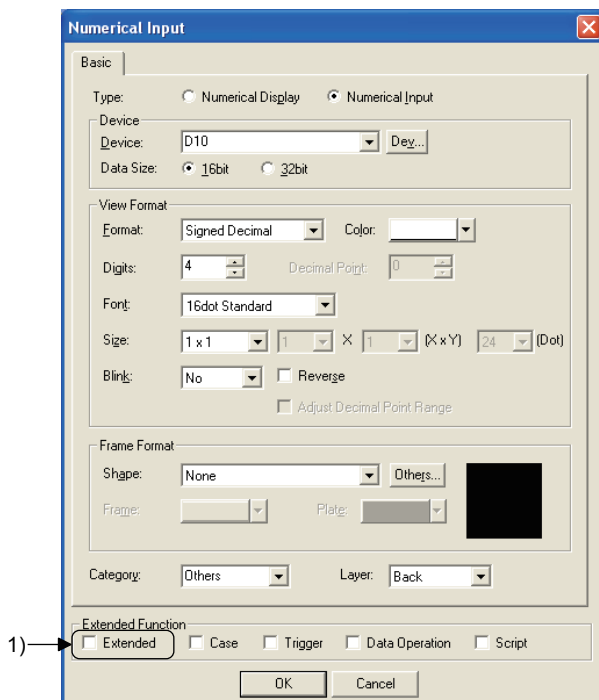 Numerical Input
Basic
Type: Numerical Display Numerical Input
Device
Device: D10 Dev...
Data Size: 16bit 32bit
View Format
Format: Signed Decimal Color:
Digits: 4 Decimal Point: 0
Font: 16dot Standard
Size: 1 x 1 1 X 1 (X x Y) 24 (Dot)
Blink: No Reverse
Adjust Decimal Point Range
Frame Format
Shape: None Others...
Frame: Plate:
Category: Others Layer: Back
Extended Function
1) Extended Case Trigger Data Operation Script
OK Cancel